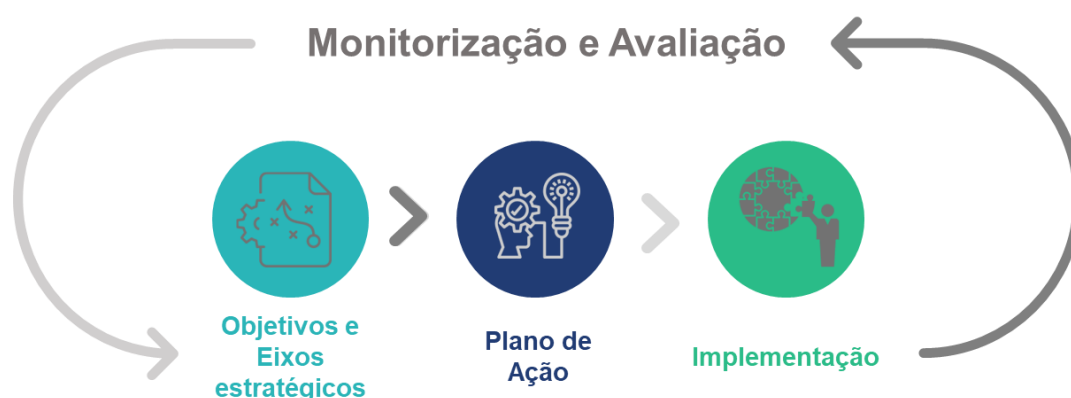 Monitorização e Avaliação
Objetivos e
Eixos
estratégicos
Plano de
Ação
Implementação